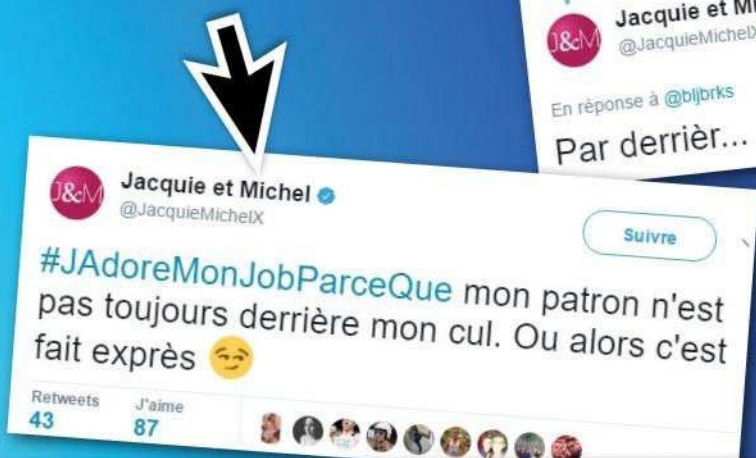 Jacquie et Mi
J&M
@JacquieMichelX
En réponse à @bljbrks
Par derrièr...
J&M
Jacquie et Michel
@JacquieMichelX
Suivre
#JAdoreMonJobParceQue mon patron n'est
pas toujours derrière mon cul. Ou alors c'est
fait exprès
Retweets J'aime
43 87